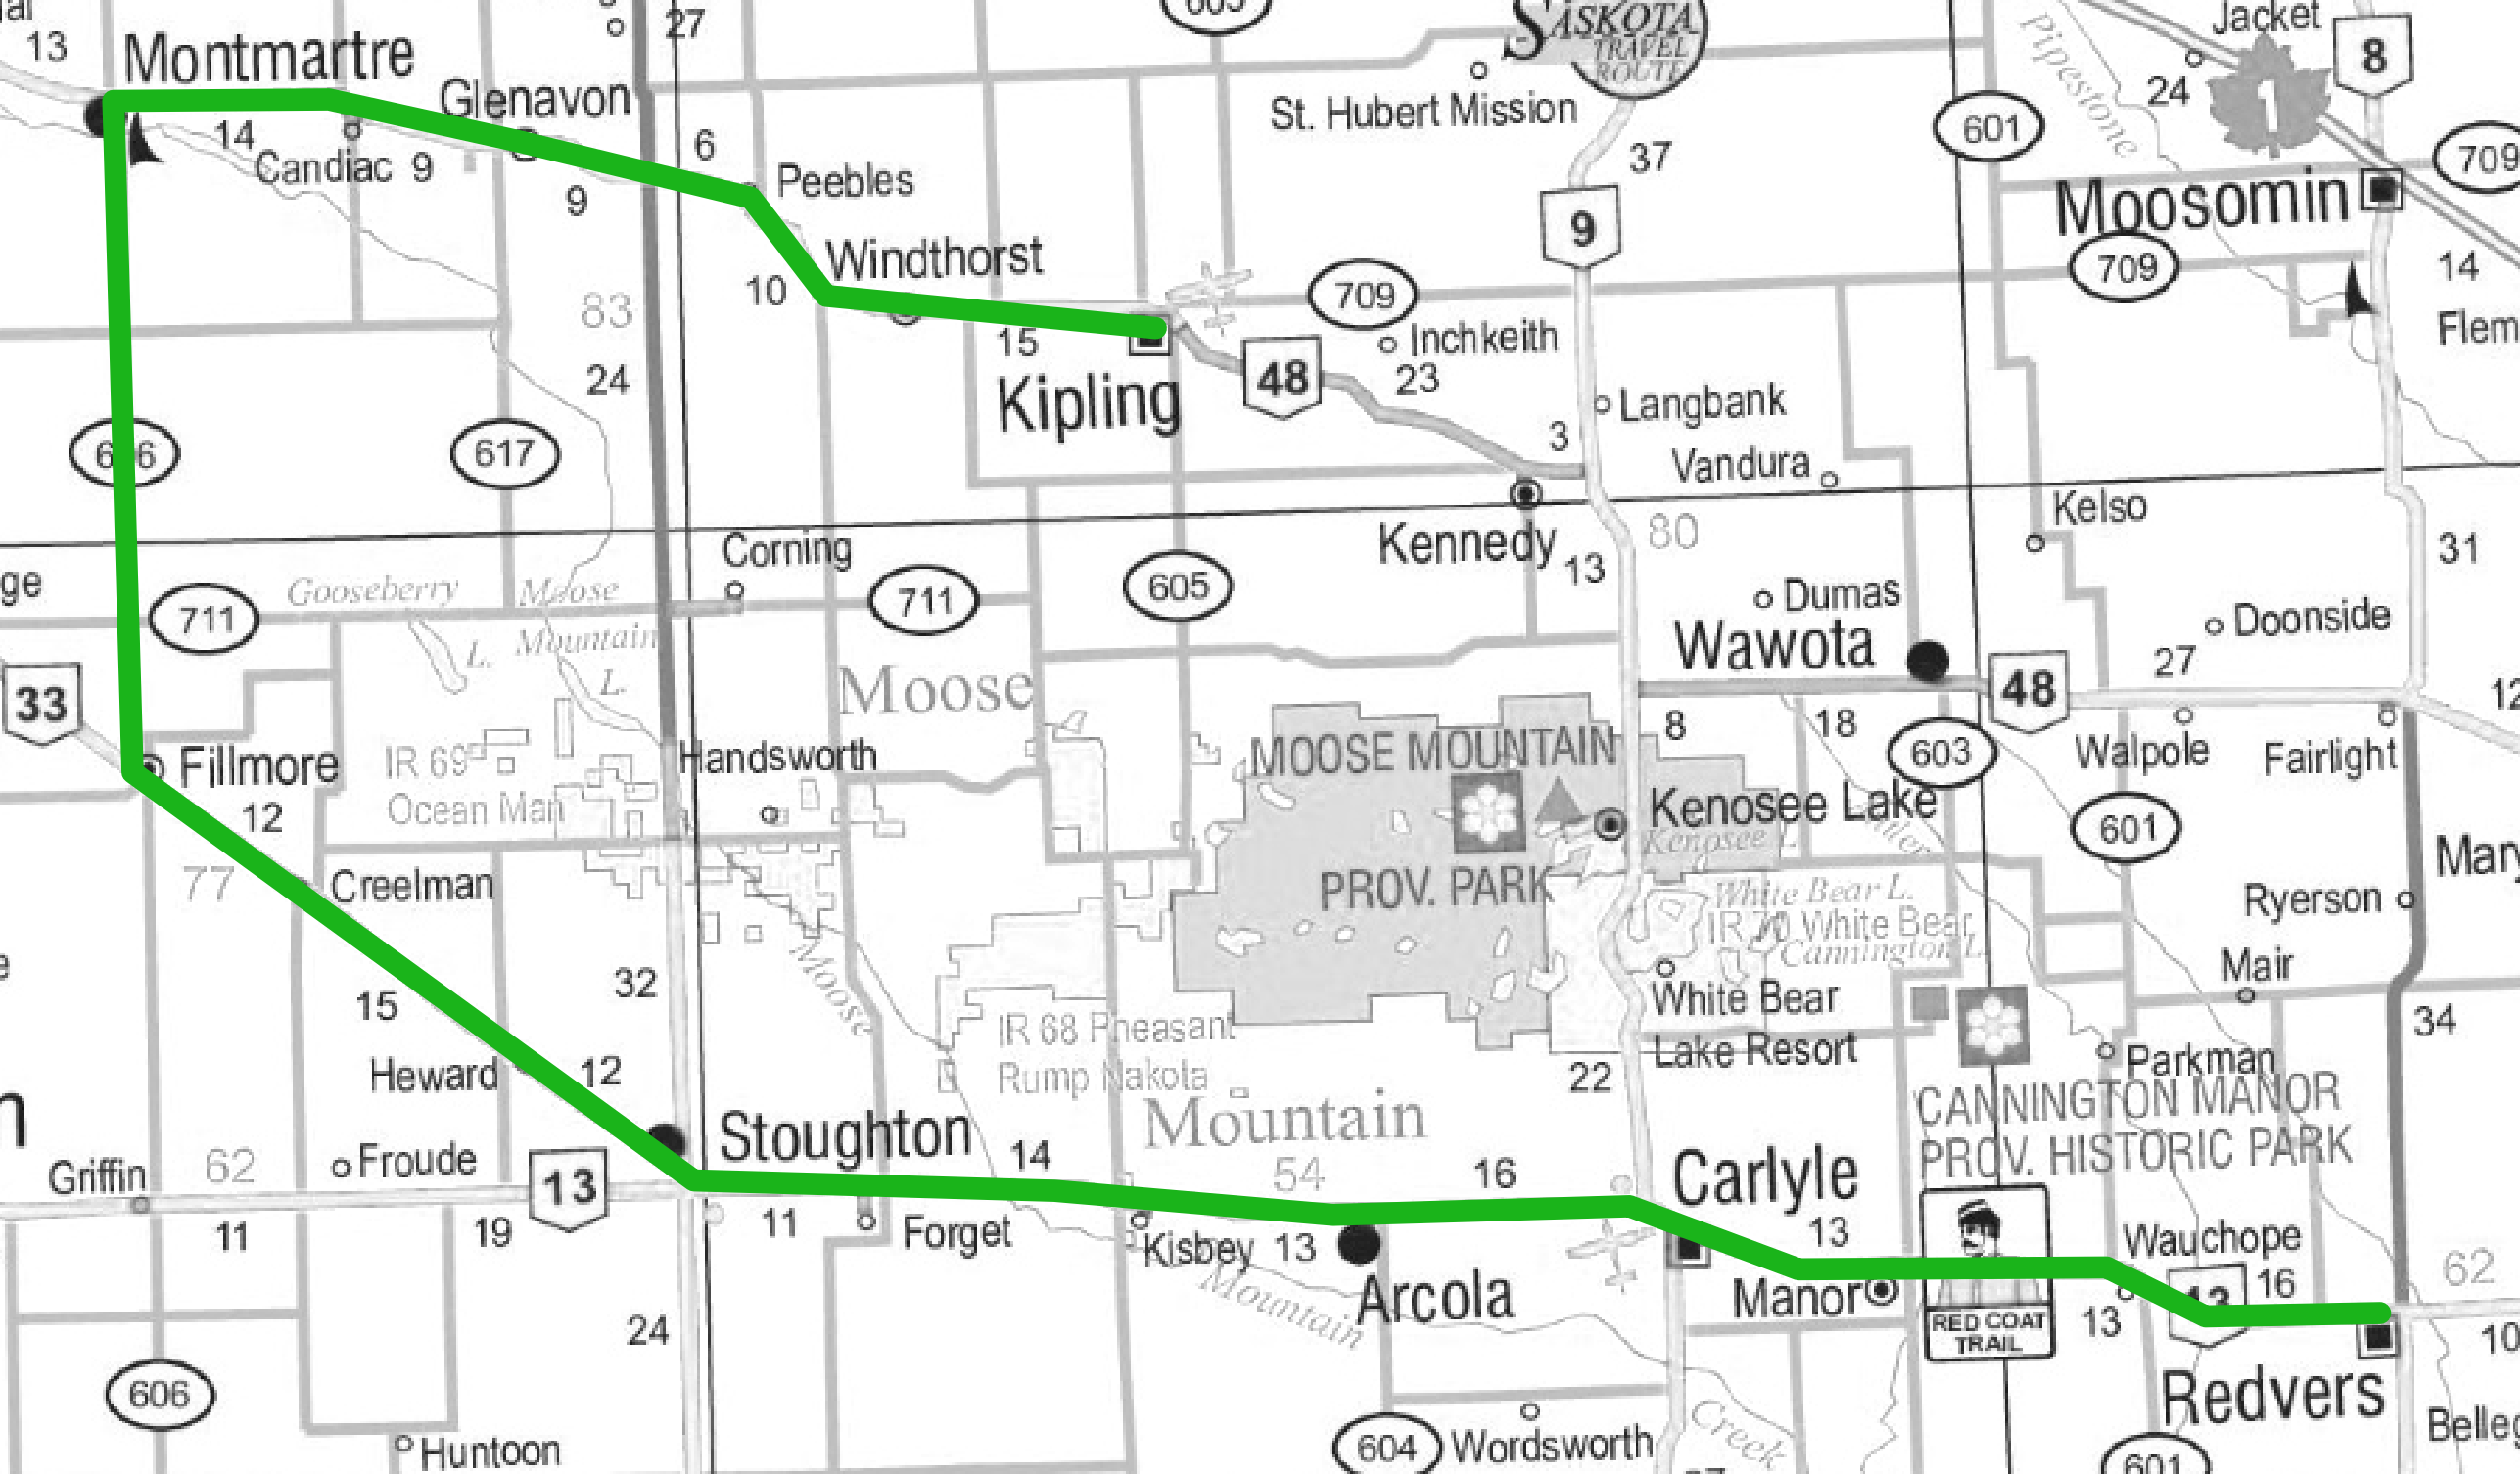 13
Montmartre
14
Candiac
9
Glenavon
27
6
9
Peebles
Windthorst
10
15
Kipling
SASKOTA
TRAVEL
ROUTE
St. Hubert Mission
37
9
601
Pipestone
Jacket
24
1
8
709
Moosomin
709
14
Flem
709
Inchkeith
48
23
Langbank
3
Vandura
83
24
617
Kennedy
13
80
Kelso
31
ge
Gooseberry
L.
Moose
Mountain
L.
Corning
711
711
605
Dumas
Wawota
Doonside
27
48
12
33
Fillmore
12
IR 69
Ocean Man
Handsworth
Moose
MOOSE MOUNTAIN
PROV. PARK
8
18
603
Walpole
Fairlight
Kenosee Lake
Kenosee L.
601
Mary
77
Creelman
15
32
Moose
White Bear L.
IR 70 White Bear
Cannington L.
Ryerson
Mair
White Bear
Lake Resort
34
IR 68 Pheasant
Rump Nakota
Mountain
22
Parkman
CANNINGTON MANOR
PROV. HISTORIC PARK
Heward
12
Stoughton
14
54
16
Carlyle
13
Griffin
62
Froude
13
11
19
11
Forget
Kisbey
13
Arcola
Mountain
Manor
RED COAT
TRAIL
Wauchope
13
16
13
62
10
Redvers
24
606
Huntoon
604
Wordsworth
Creek
601
Belleg